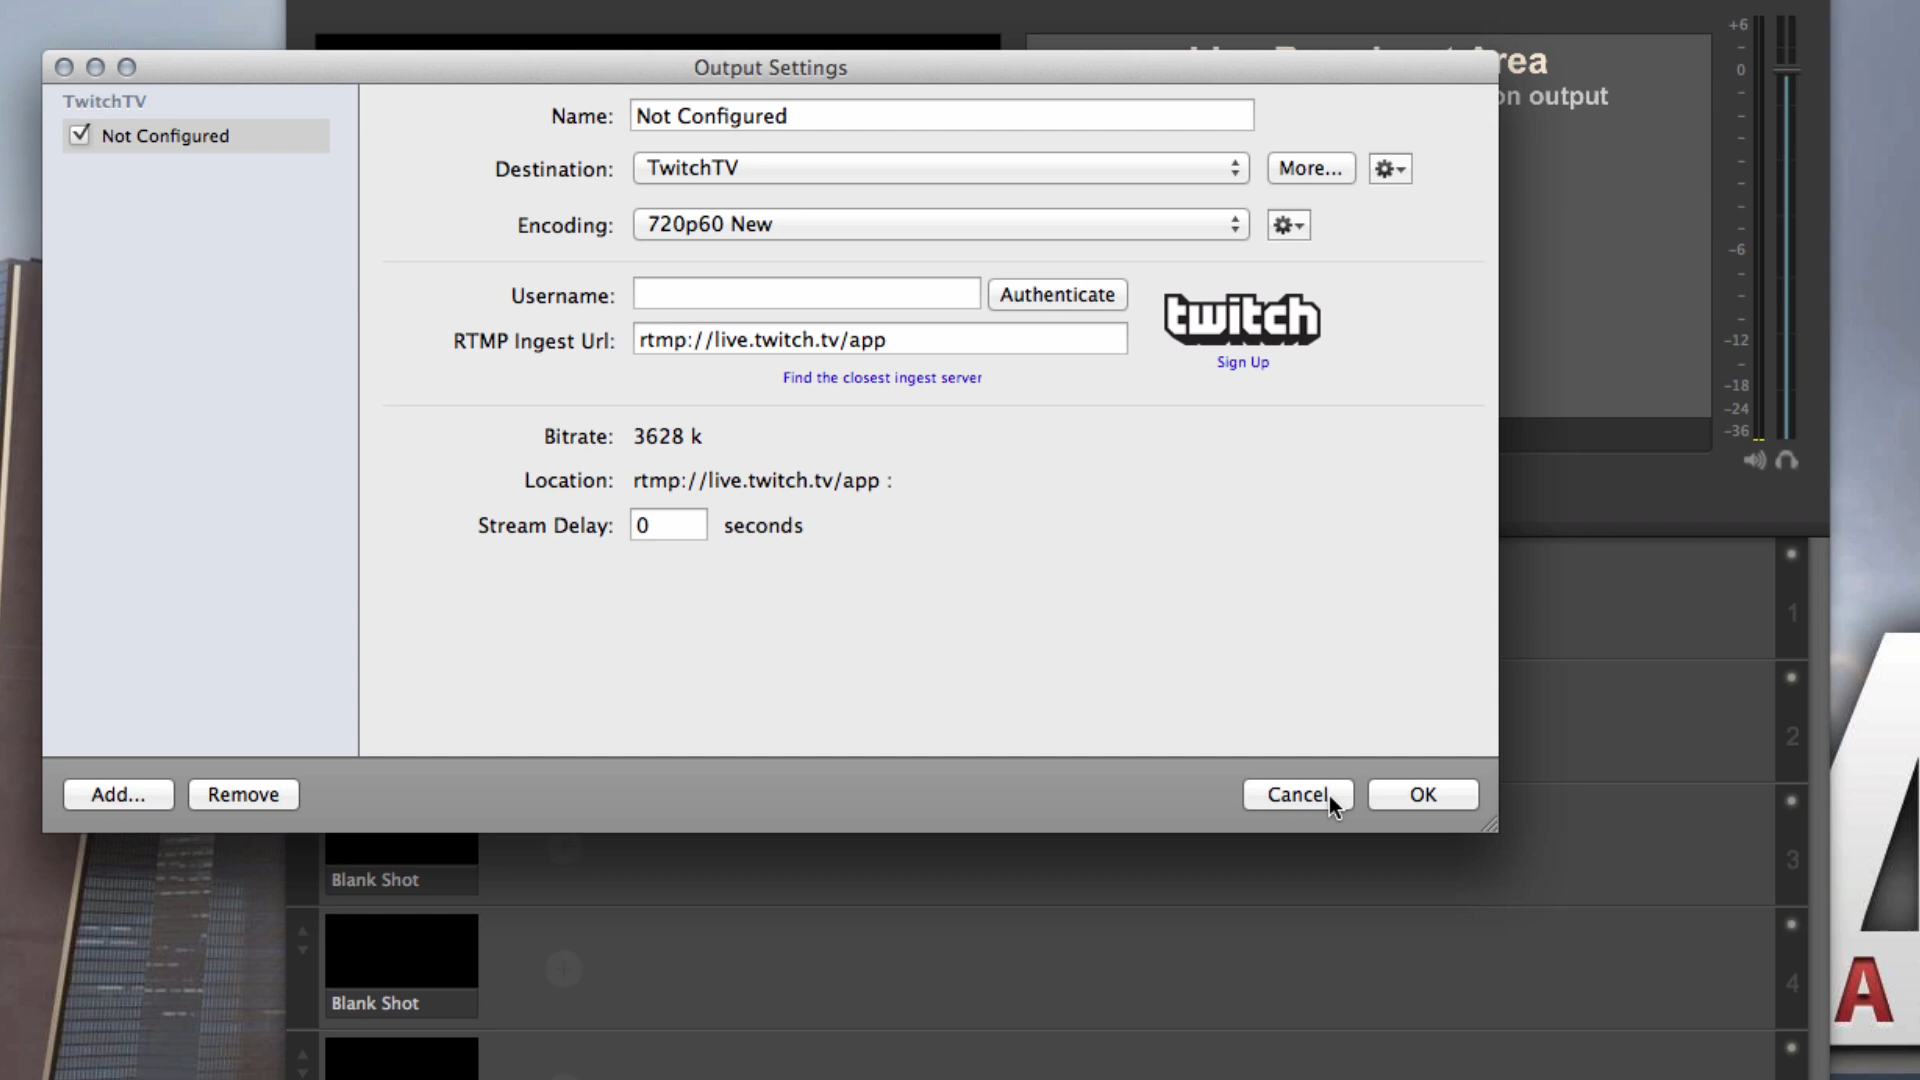 Output Settings
TwitchTV
Not Configured
Name: Not Configured
Destination: TwitchTV More...
Encoding: 720p60 New
Username: Authenticate
RTMP Ingest Url: rtmp://live.twitch.tv/app
twitch
Sign Up
Find the closest ingest server
Bitrate: 3628 k
Location: rtmp://live.twitch.tv/app :
Stream Delay: 0 seconds
Add... Remove Cancel OK
on output
+6
0
-6
-12
-18
-24
-36
1
2
3
4
Blank Shot
Blank Shot
A